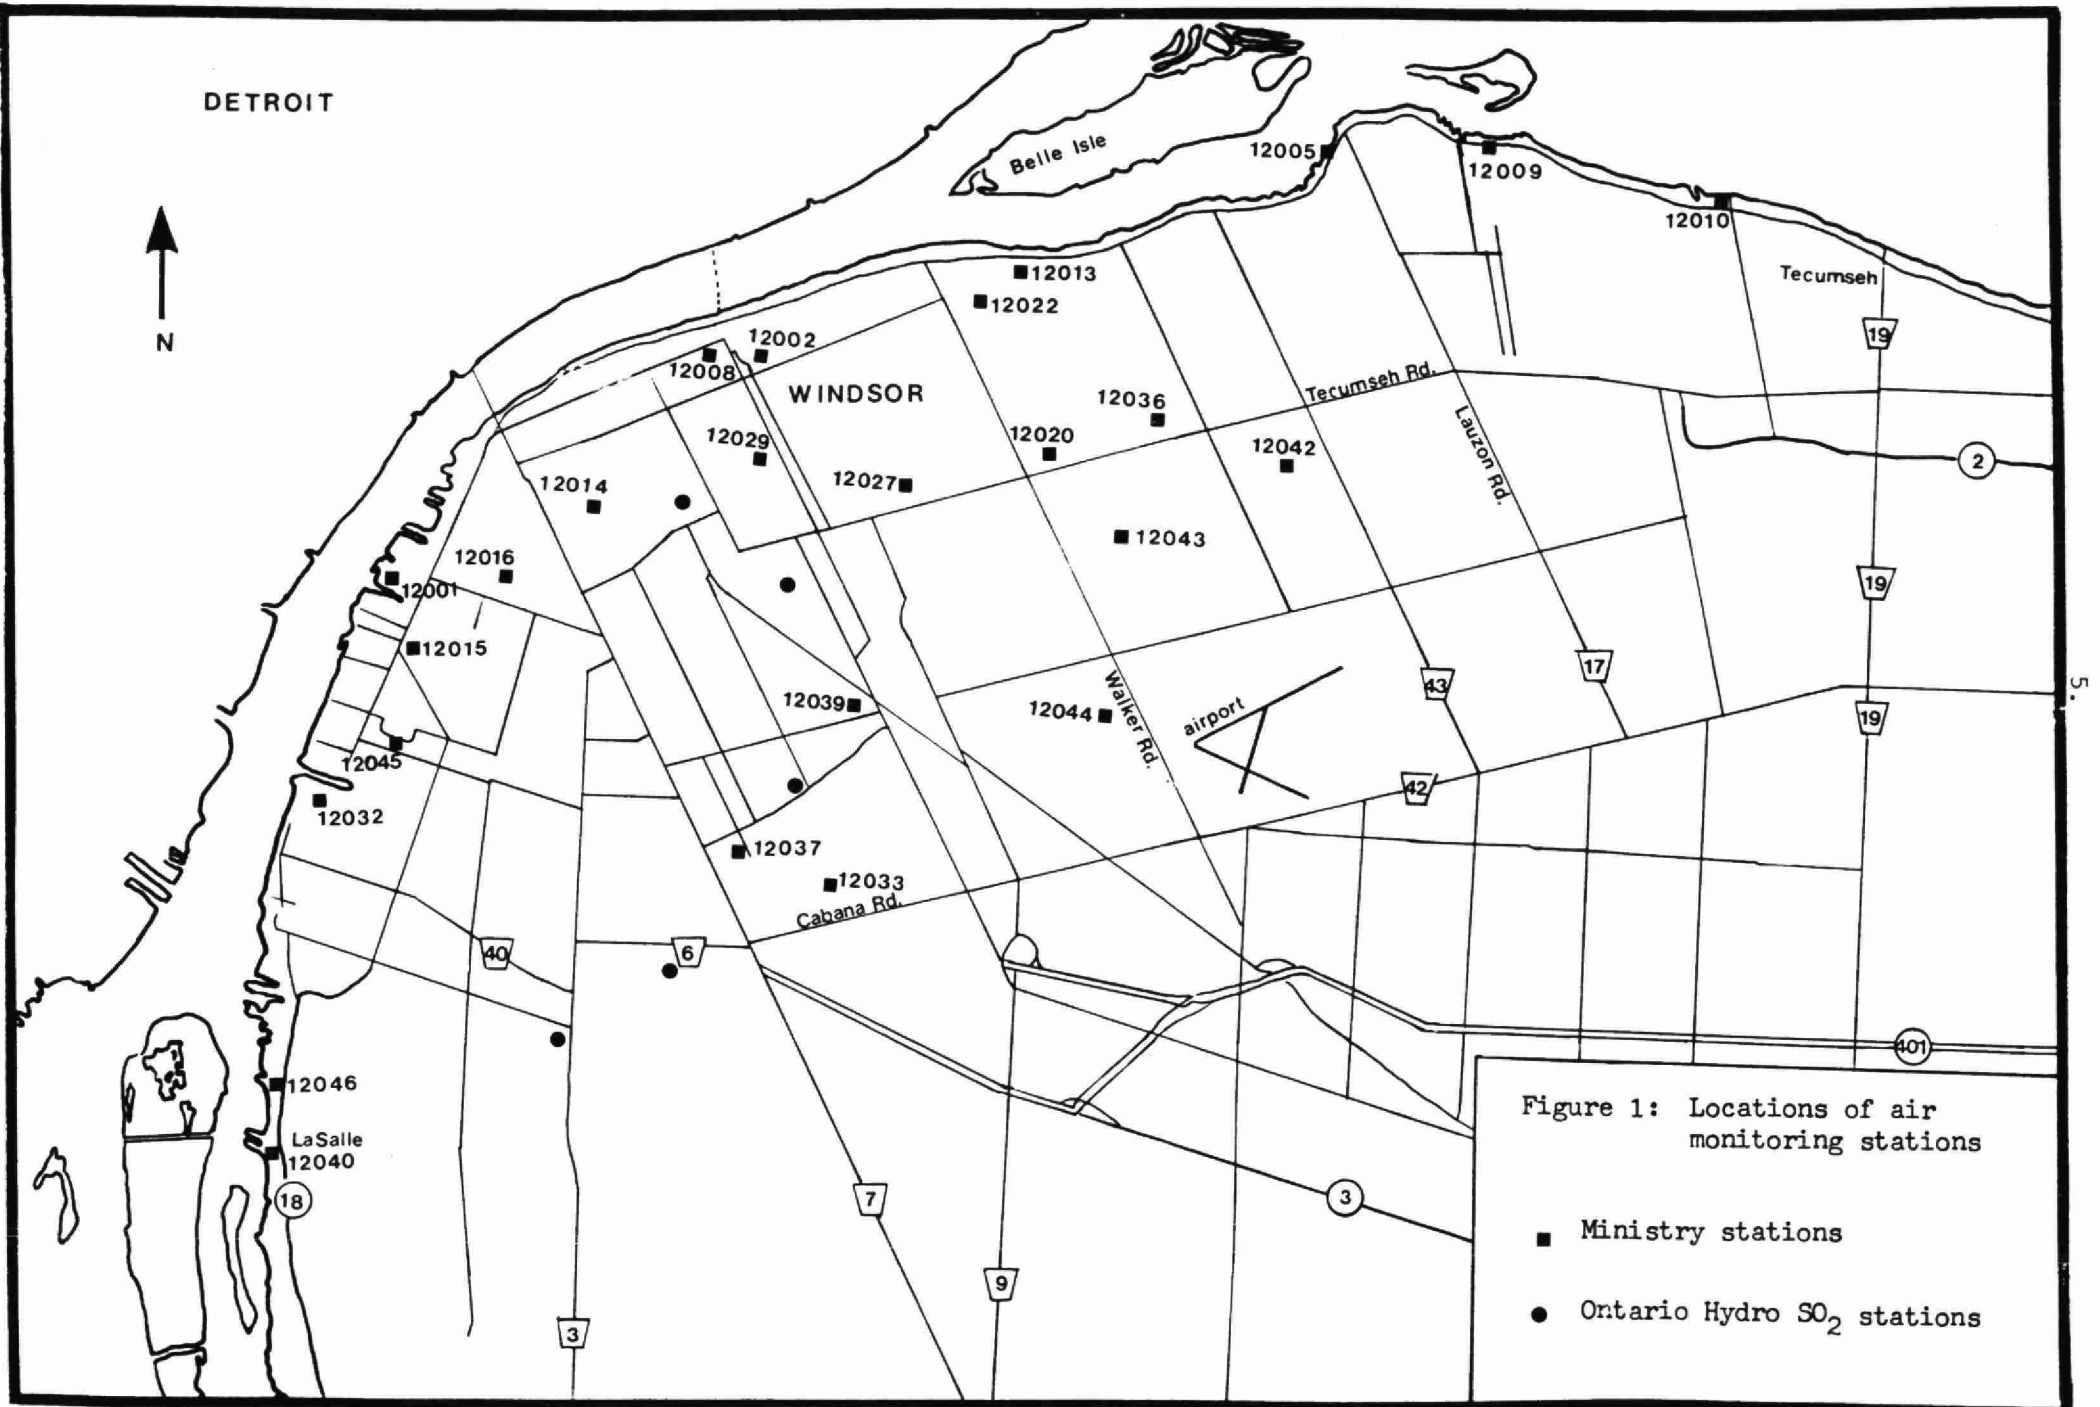 DETROIT
Belle Isle
12005
12009
12010
N
12013
Tecumseh
12022
12002
19
12008
WINDSOR
Tecumseh Rd.
12036
Lauzon Rd.
12029
12020
12042
2
12014
12027
12043
12016
12001
19
12015
17
43
5.
12039
12044
Walker Rd.
airport
19
12045
42
12032
12037
12033
Cabana Rd.
40
6
401
12046
LaSalle
12040
18
7
3
9
3
Figure 1: Locations of air
monitoring stations
Ministry stations
Ontario Hydro SO2 stations